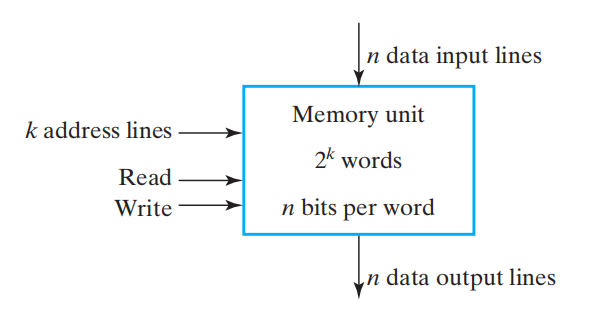 n data input lines
Memory unit
k address lines
2^k words
Read
Write
n bits per word
n data output lines